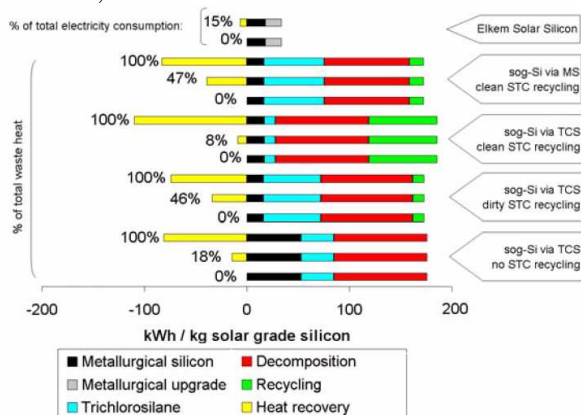 % of total electricity consumption:
15%
0%
Elkem Solar Silicon
100%
47%
0%
sog-Si via MS
clean STC recycling
100%
8%
0%
sog-Si via TCS
clean STC recycling
100%
46%
0%
sog-Si via TCS
dirty STC recycling
100%
18%
0%
sog-Si via TCS
no STC recycling
% of total waste heat
-200 -100 0 100 200
kWh / kg solar grade silicon
Metallurgical silicon Decomposition
Metallurgical upgrade Recycling
Trichlorosilane Heat recovery